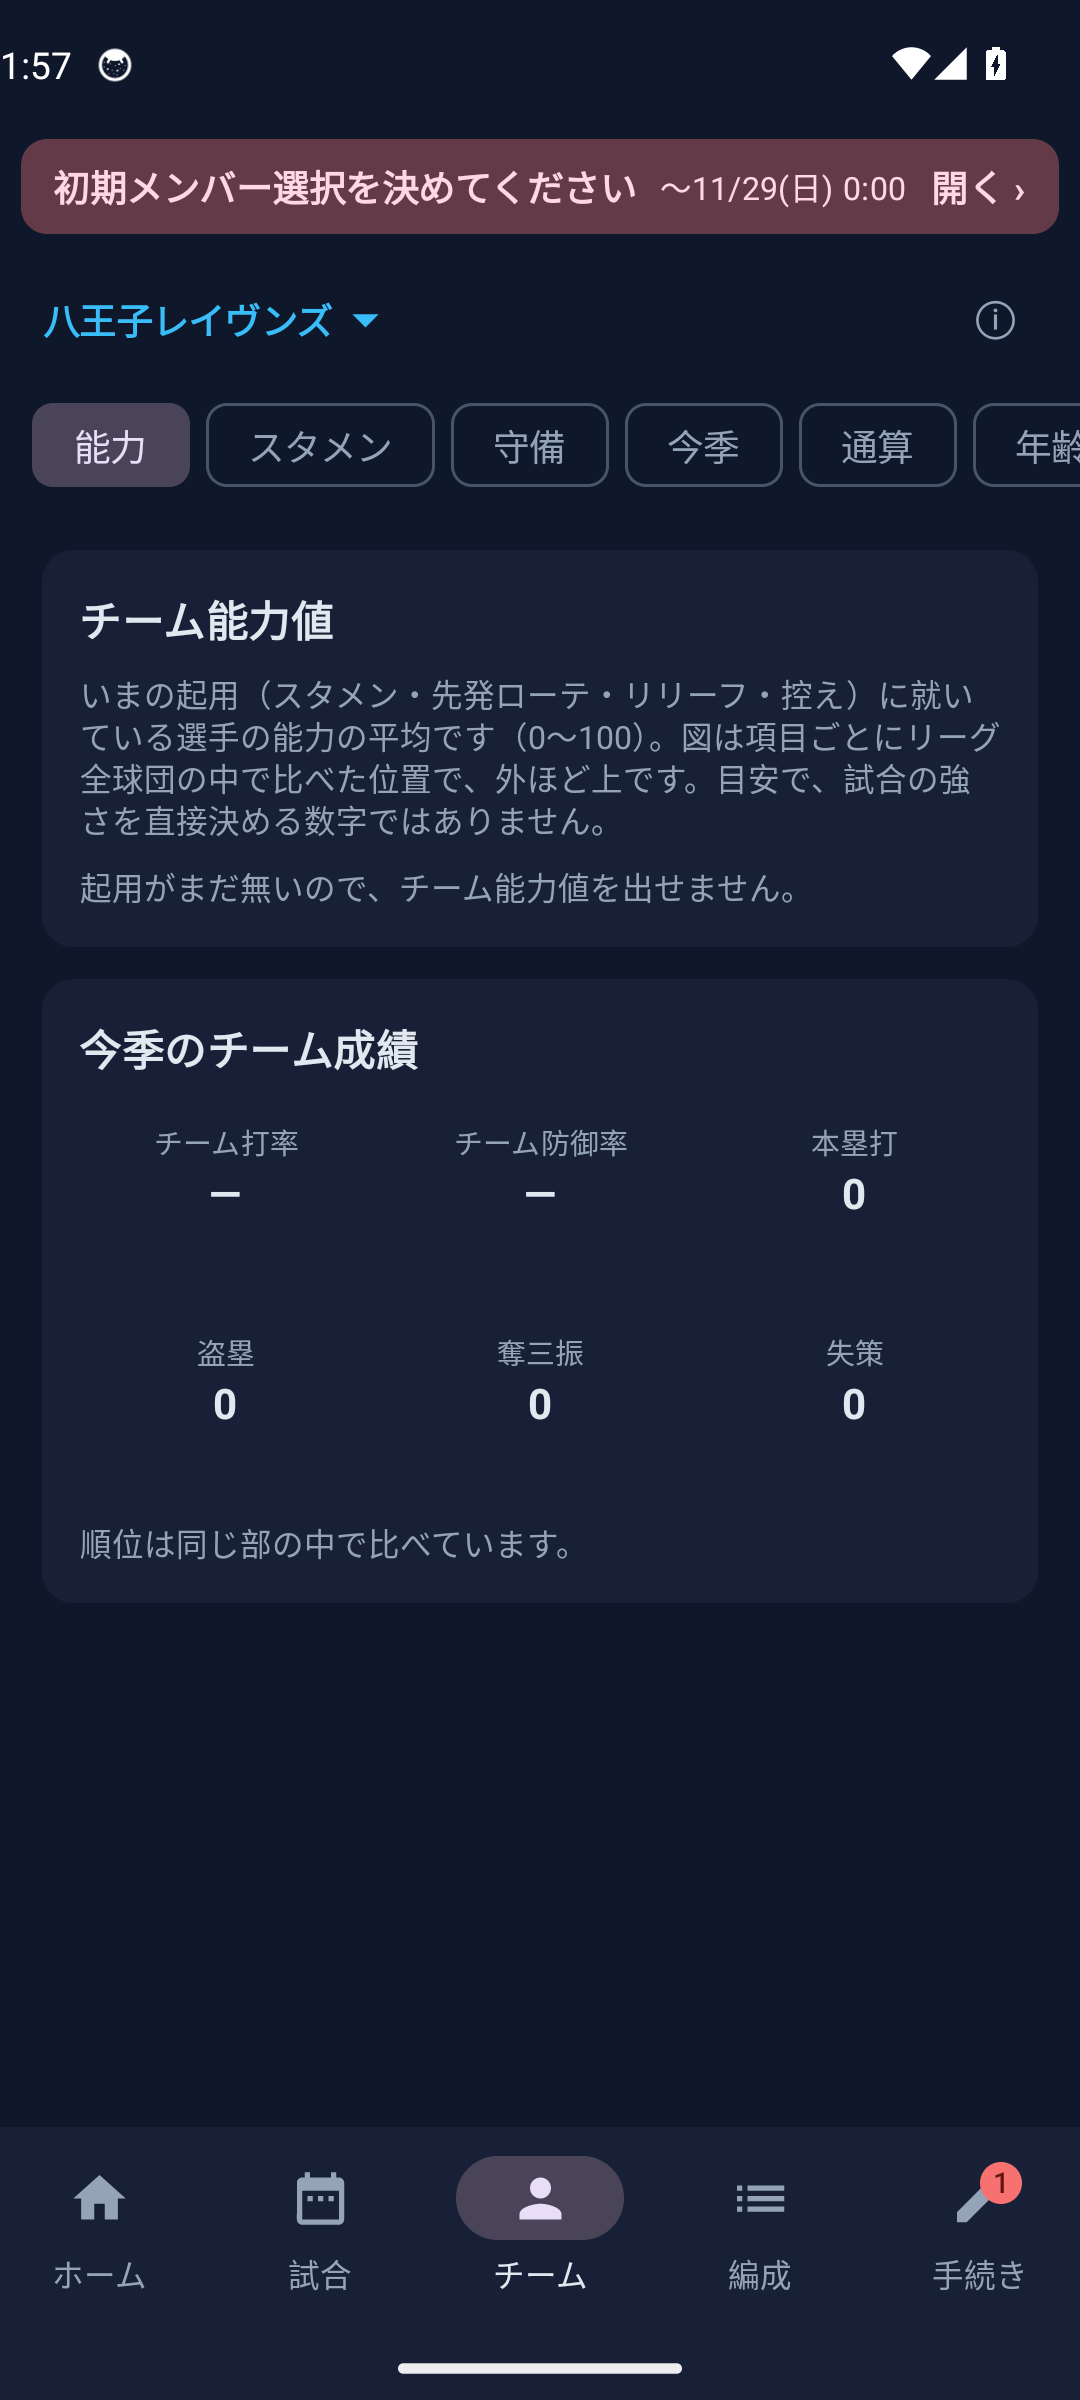 1:57
初期メンバー選択を決めてください ～11/29(日) 0:00 開く ›
八王子レイヴンズ
能力 スタメン 守備 今季 通算 年齢
チーム能力値
いまの起用（スタメン・先発ローテ・リリーフ・控え）に就い
ている選手の能力の平均です（0〜100）。図は項目ごとにリーグ
全球団の中で比べた位置で、外ほど上です。目安で、試合の強
さを直接決める数字ではありません。
起用がまだ無いので、チーム能力値を出せません。
今季のチーム成績
チーム打率 チーム防御率 本塁打
— — 0
盗塁 奪三振 失策
0 0 0
順位は同じ部の中で比べています。
1
ホーム 試合 チーム 編成 手続き